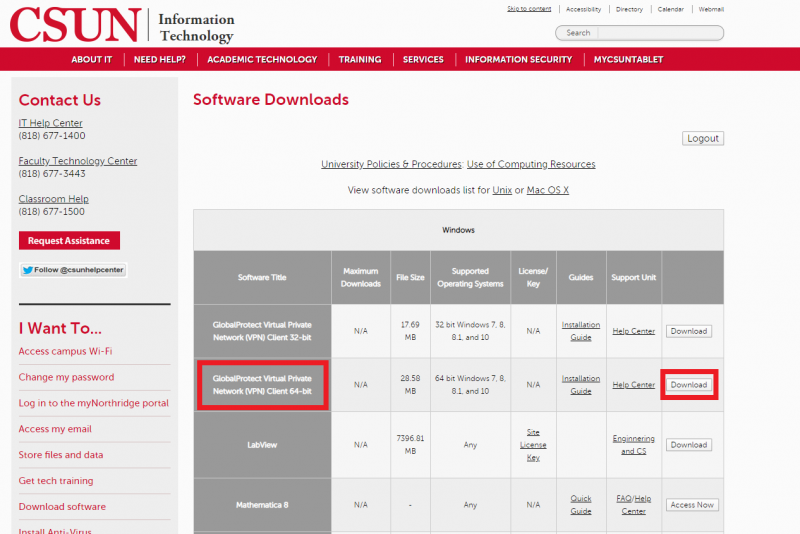 CSUN
Information
Technology
Skip to content
Accessibility
Directory
Calendar
Webmail
Search
ABOUT IT
NEED HELP?
ACADEMIC TECHNOLOGY
TRAINING
SERVICES
INFORMATION SECURITY
MYCSUNTABLET
Contact Us
IT Help Center
(818) 677-1400
Faculty Technology Center
(818) 677-3443
Classroom Help
(818) 677-1500
Request Assistance
Follow @csunhelpcenter
I Want To...
Access campus Wi-Fi
Change my password
Log in to the myNorthridge portal
Access my email
Store files and data
Get tech training
Download software
Install Anti-Virus
Software Downloads
Logout
University Policies & Procedures: Use of Computing Resources
View software downloads list for Unix or Mac OS X
Windows
Software Title
Maximum
Downloads
File Size
Supported
Operating Systems
License/
Key
Guides
Support Unit
GlobalProtect Virtual Private
Network (VPN) Client 32-bit
N/A
17.69
MB
32 bit Windows 7, 8,
8.1, and 10
N/A
Installation
Guide
Help Center
Download
GlobalProtect Virtual Private
Network (VPN) Client 64-bit
N/A
28.58
MB
64 bit Windows 7, 8,
8.1, and 10
N/A
Installation
Guide
Help Center
Download
LabView
N/A
7396.81
MB
Any
Site
License
Key
Enginnering
and CS
Download
Mathematica 8
N/A
-
Any
N/A
Quick
Guide
FAQ/Help
Center
Access Now